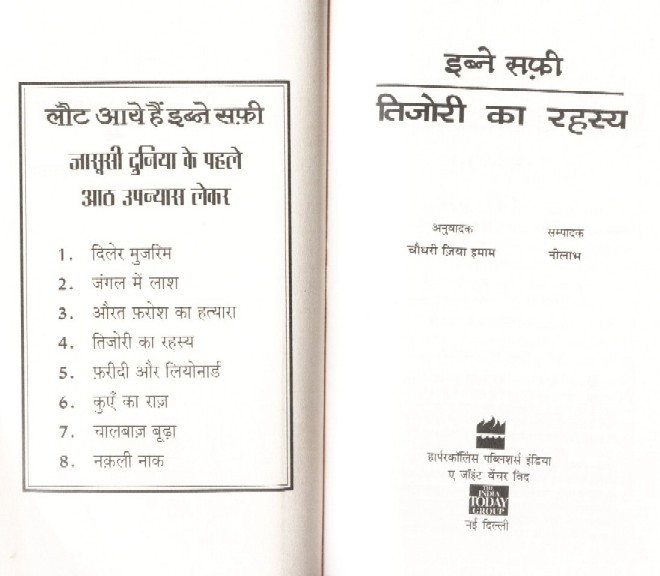 लौट आये हैं इब्ने सफ़ी
जासूसी दुनिया के पहले
आठ उपन्यास लेकर
1. दिलेर मुजरिम
2. जंगल में लाश
3. औरत फ़रोश का हत्यारा
4. तिजोरी का रहस्य
5. फ़रीदी और लियोनार्ड
6. कुएँ का राज़
7. चालबाज़ बूढ़ा
8. नक़ली नाक
इब्ने सफ़ी
तिजोरी का रहस्य
अनुवादक सम्पादक
चौधरी ज़िया इमाम नीलाभ
हार्परकॉलिंस पब्लिशर्स इंडिया
ए जॉइंट वेंचर विद
THE
INDIA
TODAY
GROUP
नई दिल्ली